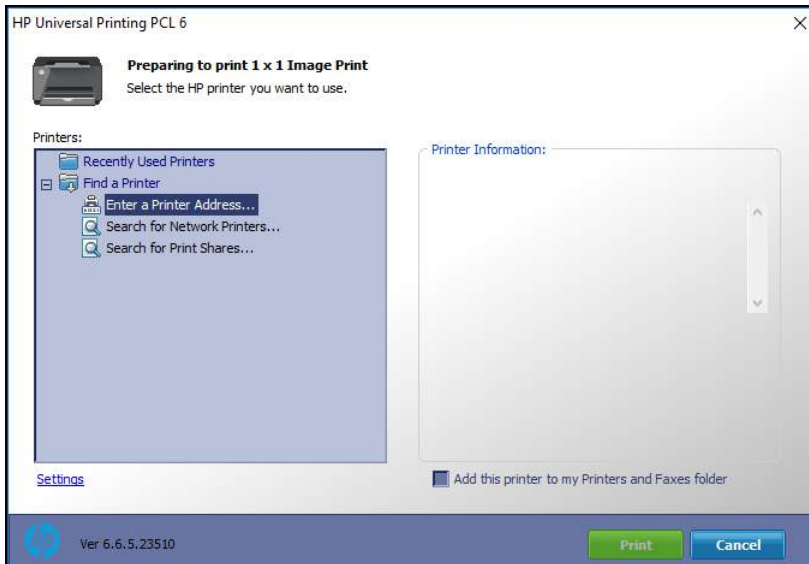 HP Universal Printing PCL 6
Preparing to print 1 x 1 Image Print
Select the HP printer you want to use.
Printers:
Recently Used Printers
Find a Printer
Enter a Printer Address...
Search for Network Printers...
Search for Print Shares...
Printer Information:
Settings
Add this printer to my Printers and Faxes folder
hp
Ver 6.6.5.23510
Print
Cancel